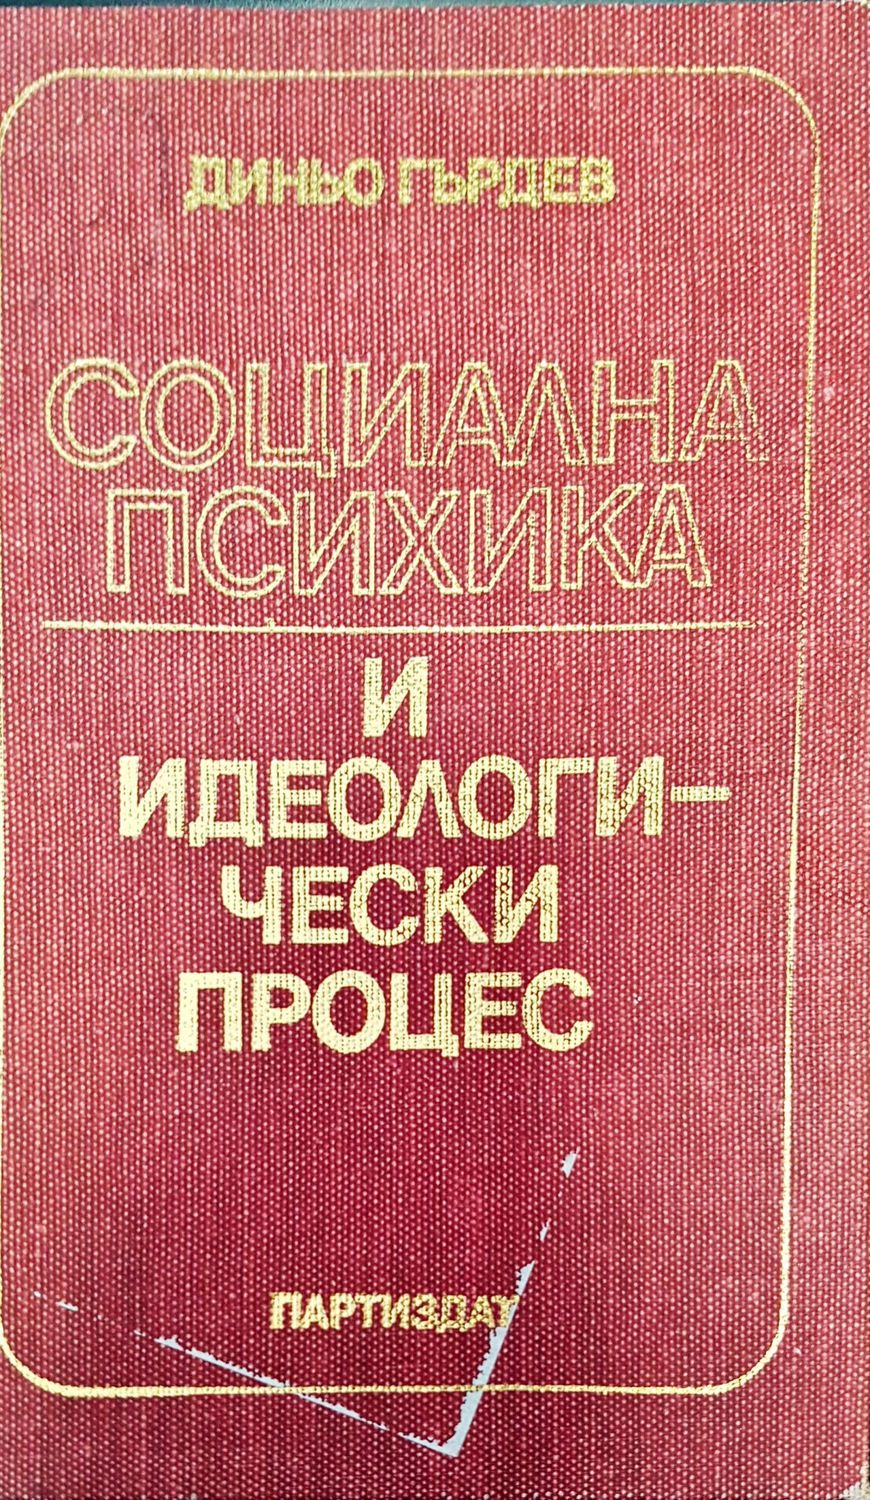 ДИНЬО ГЪРДЕВ
СОЦИАЛНА
ПСИХИКА
И
ИДЕОЛОГИ-
ЧЕСКИ
ПРОЦЕС
ПАРТИЗДАТ